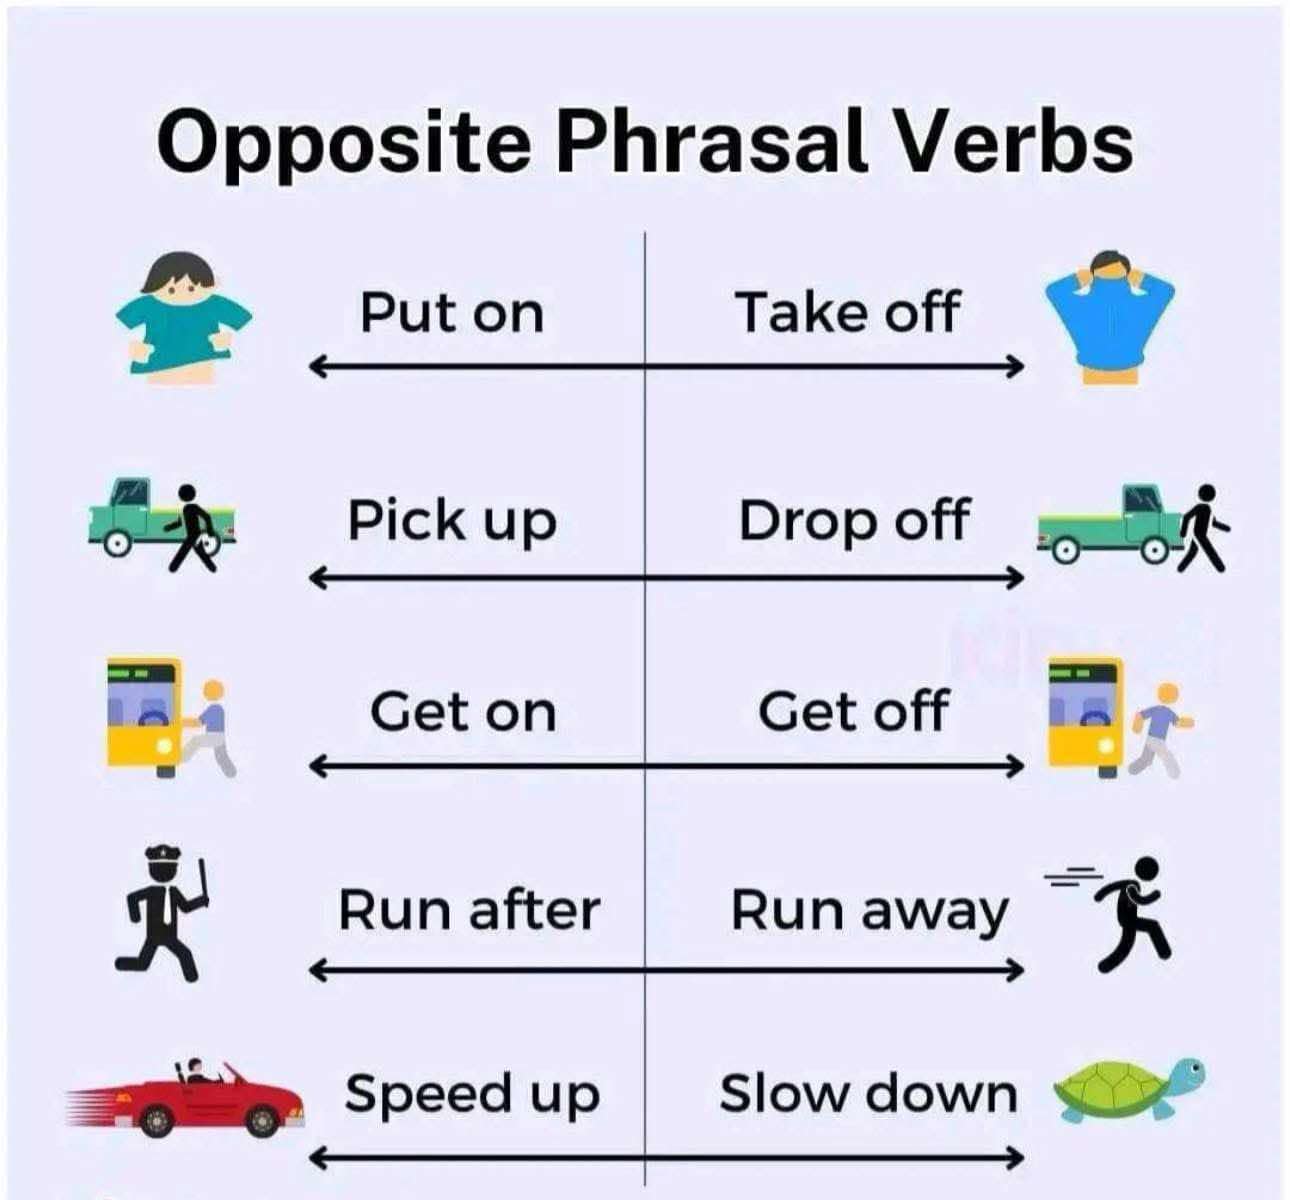 Opposite Phrasal Verbs
Put on Take off
Pick up Drop off
Get on Get off
Run after Run away
Speed up Slow down